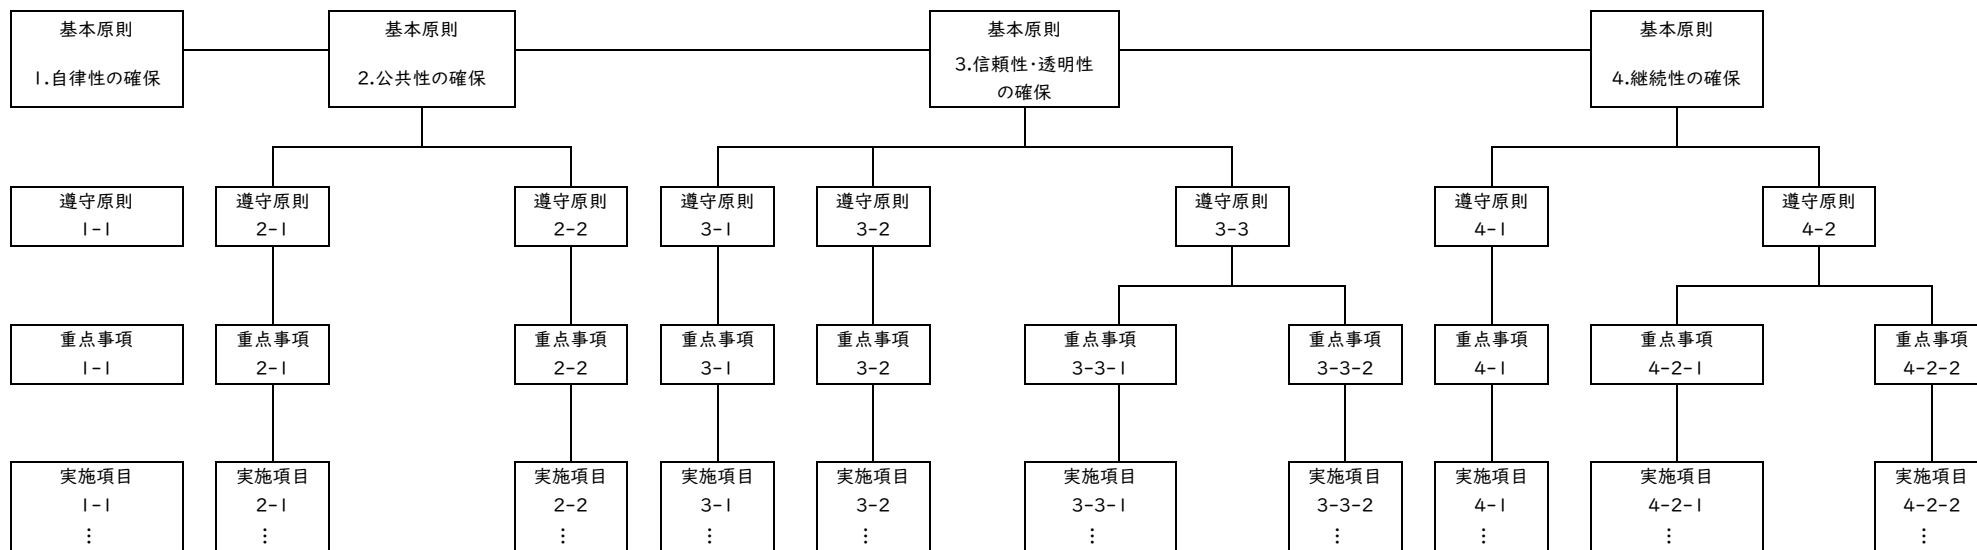 基本原則
1.自律性の確保
基本原則
2.公共性の確保
基本原則
3.信頼性・透明性
の確保
基本原則
4.継続性の確保
遵守原則
1-1
遵守原則
2-1
遵守原則
2-2
遵守原則
3-1
遵守原則
3-2
遵守原則
3-3
遵守原則
4-1
遵守原則
4-2
重点事項
1-1
重点事項
2-1
重点事項
2-2
重点事項
3-1
重点事項
3-2
重点事項
3-3-1
重点事項
3-3-2
重点事項
4-1
重点事項
4-2-1
重点事項
4-2-2
実施項目
1-1
⋮
実施項目
2-1
⋮
実施項目
2-2
⋮
実施項目
3-1
⋮
実施項目
3-2
⋮
実施項目
3-3-1
⋮
実施項目
3-3-2
⋮
実施項目
4-1
⋮
実施項目
4-2-1
⋮
実施項目
4-2-2
⋮